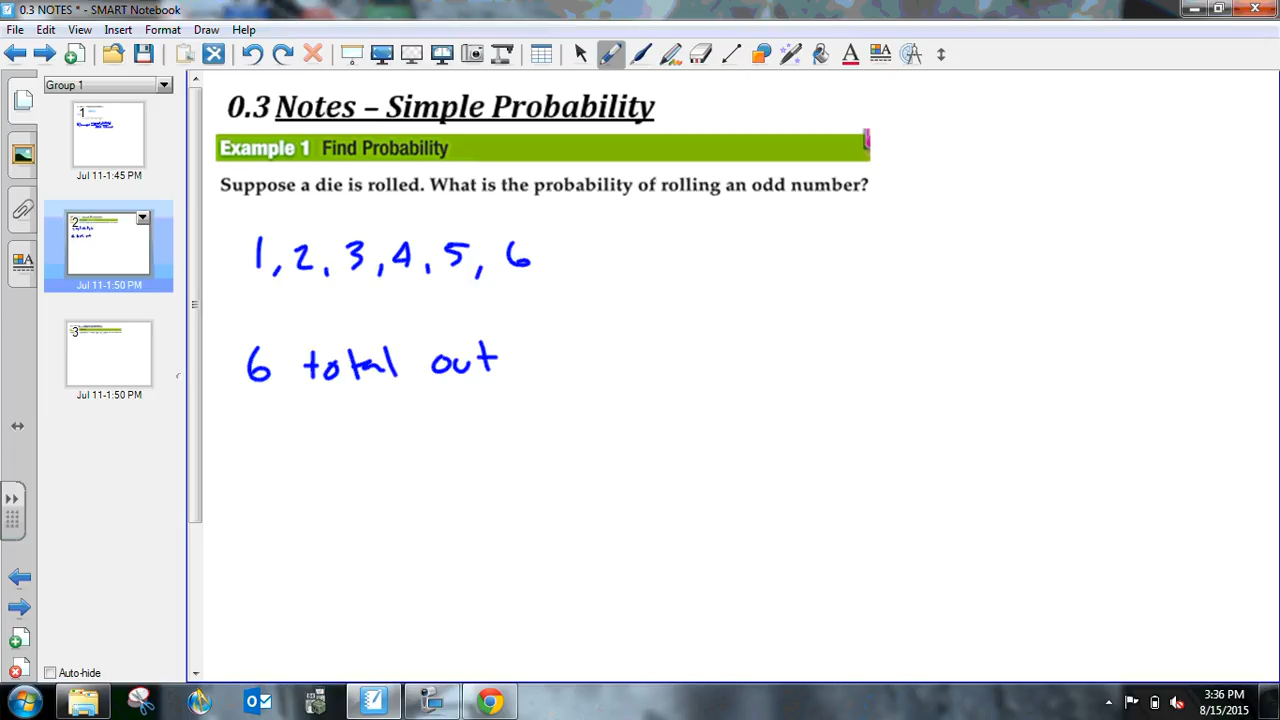 0.3 NOTES * - SMART Notebook
File Edit View Insert Format Draw Help
Group 1
1
Jul 11-1:45 PM
2
Jul 11-1:50 PM
3
Jul 11-1:50 PM
Auto-hide
0.3 Notes – Simple Probability
Example 1 Find Probability
Suppose a die is rolled. What is the probability of rolling an odd number?
1, 2, 3, 4, 5, 6
6 total out
3:36 PM
8/15/2015